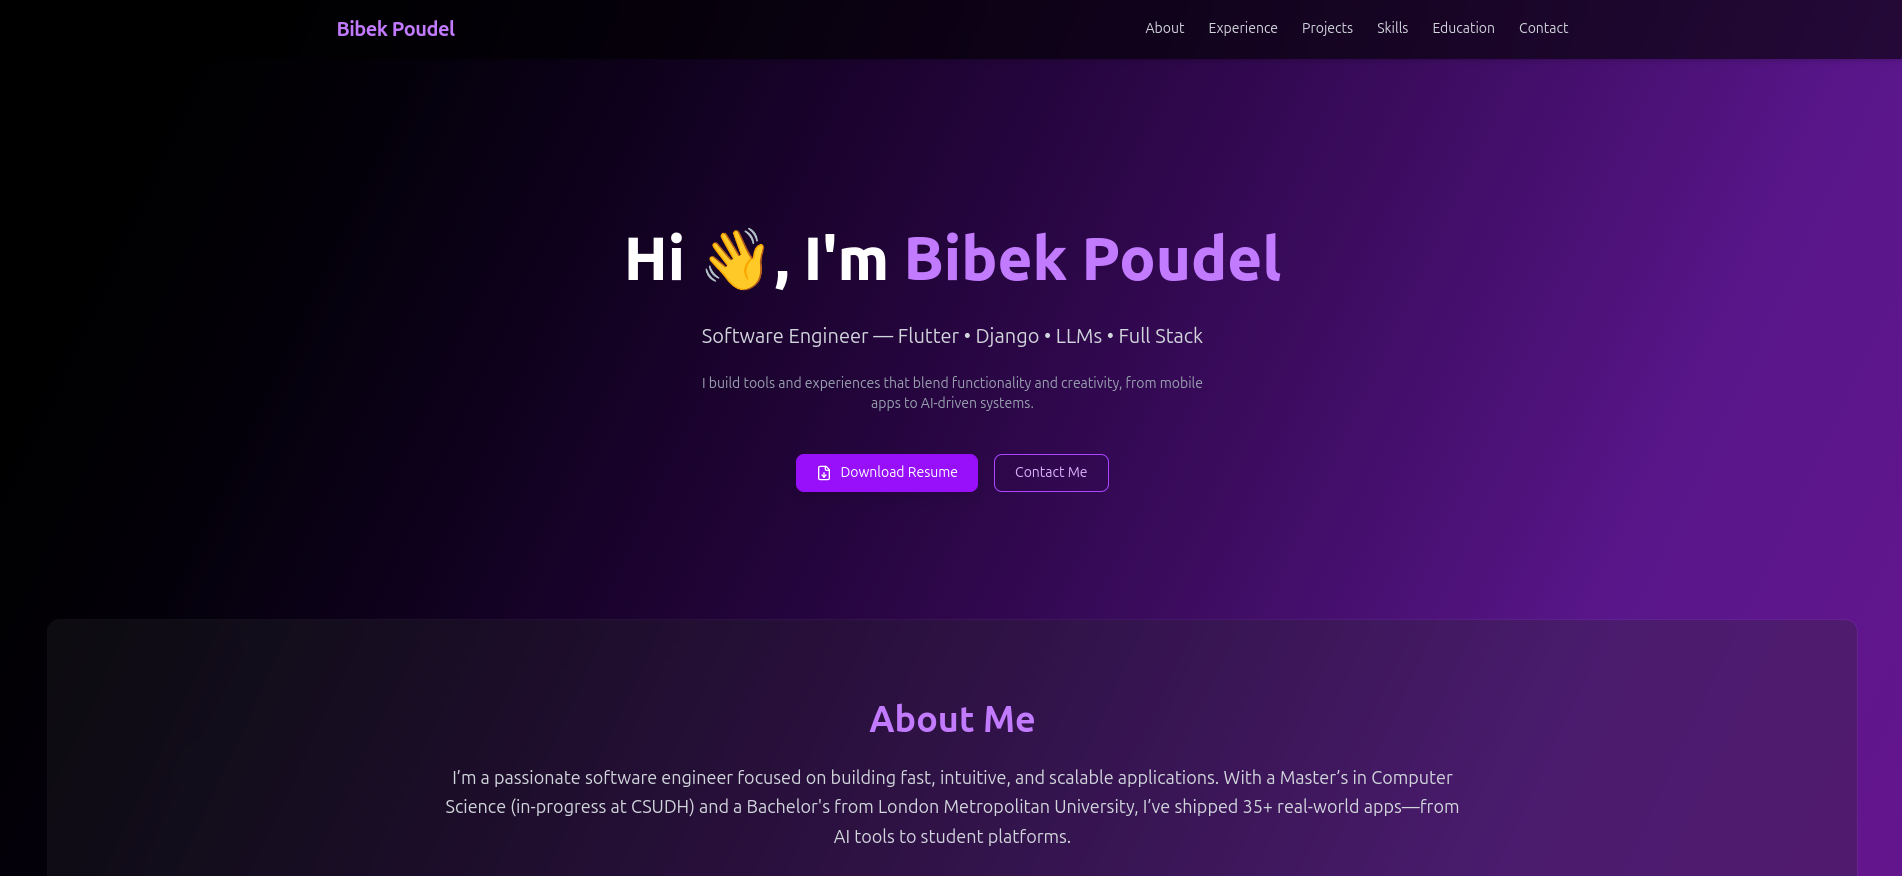 Bibek Poudel
About Experience Projects Skills Education Contact
Hi 👋, I'm Bibek Poudel
Software Engineer — Flutter • Django • LLMs • Full Stack
I build tools and experiences that blend functionality and creativity, from mobile
apps to AI-driven systems.
Download Resume
Contact Me
About Me
I’m a passionate software engineer focused on building fast, intuitive, and scalable applications. With a Master’s in Computer
Science (in-progress at CSUDH) and a Bachelor's from London Metropolitan University, I’ve shipped 35+ real-world apps—from
AI tools to student platforms.